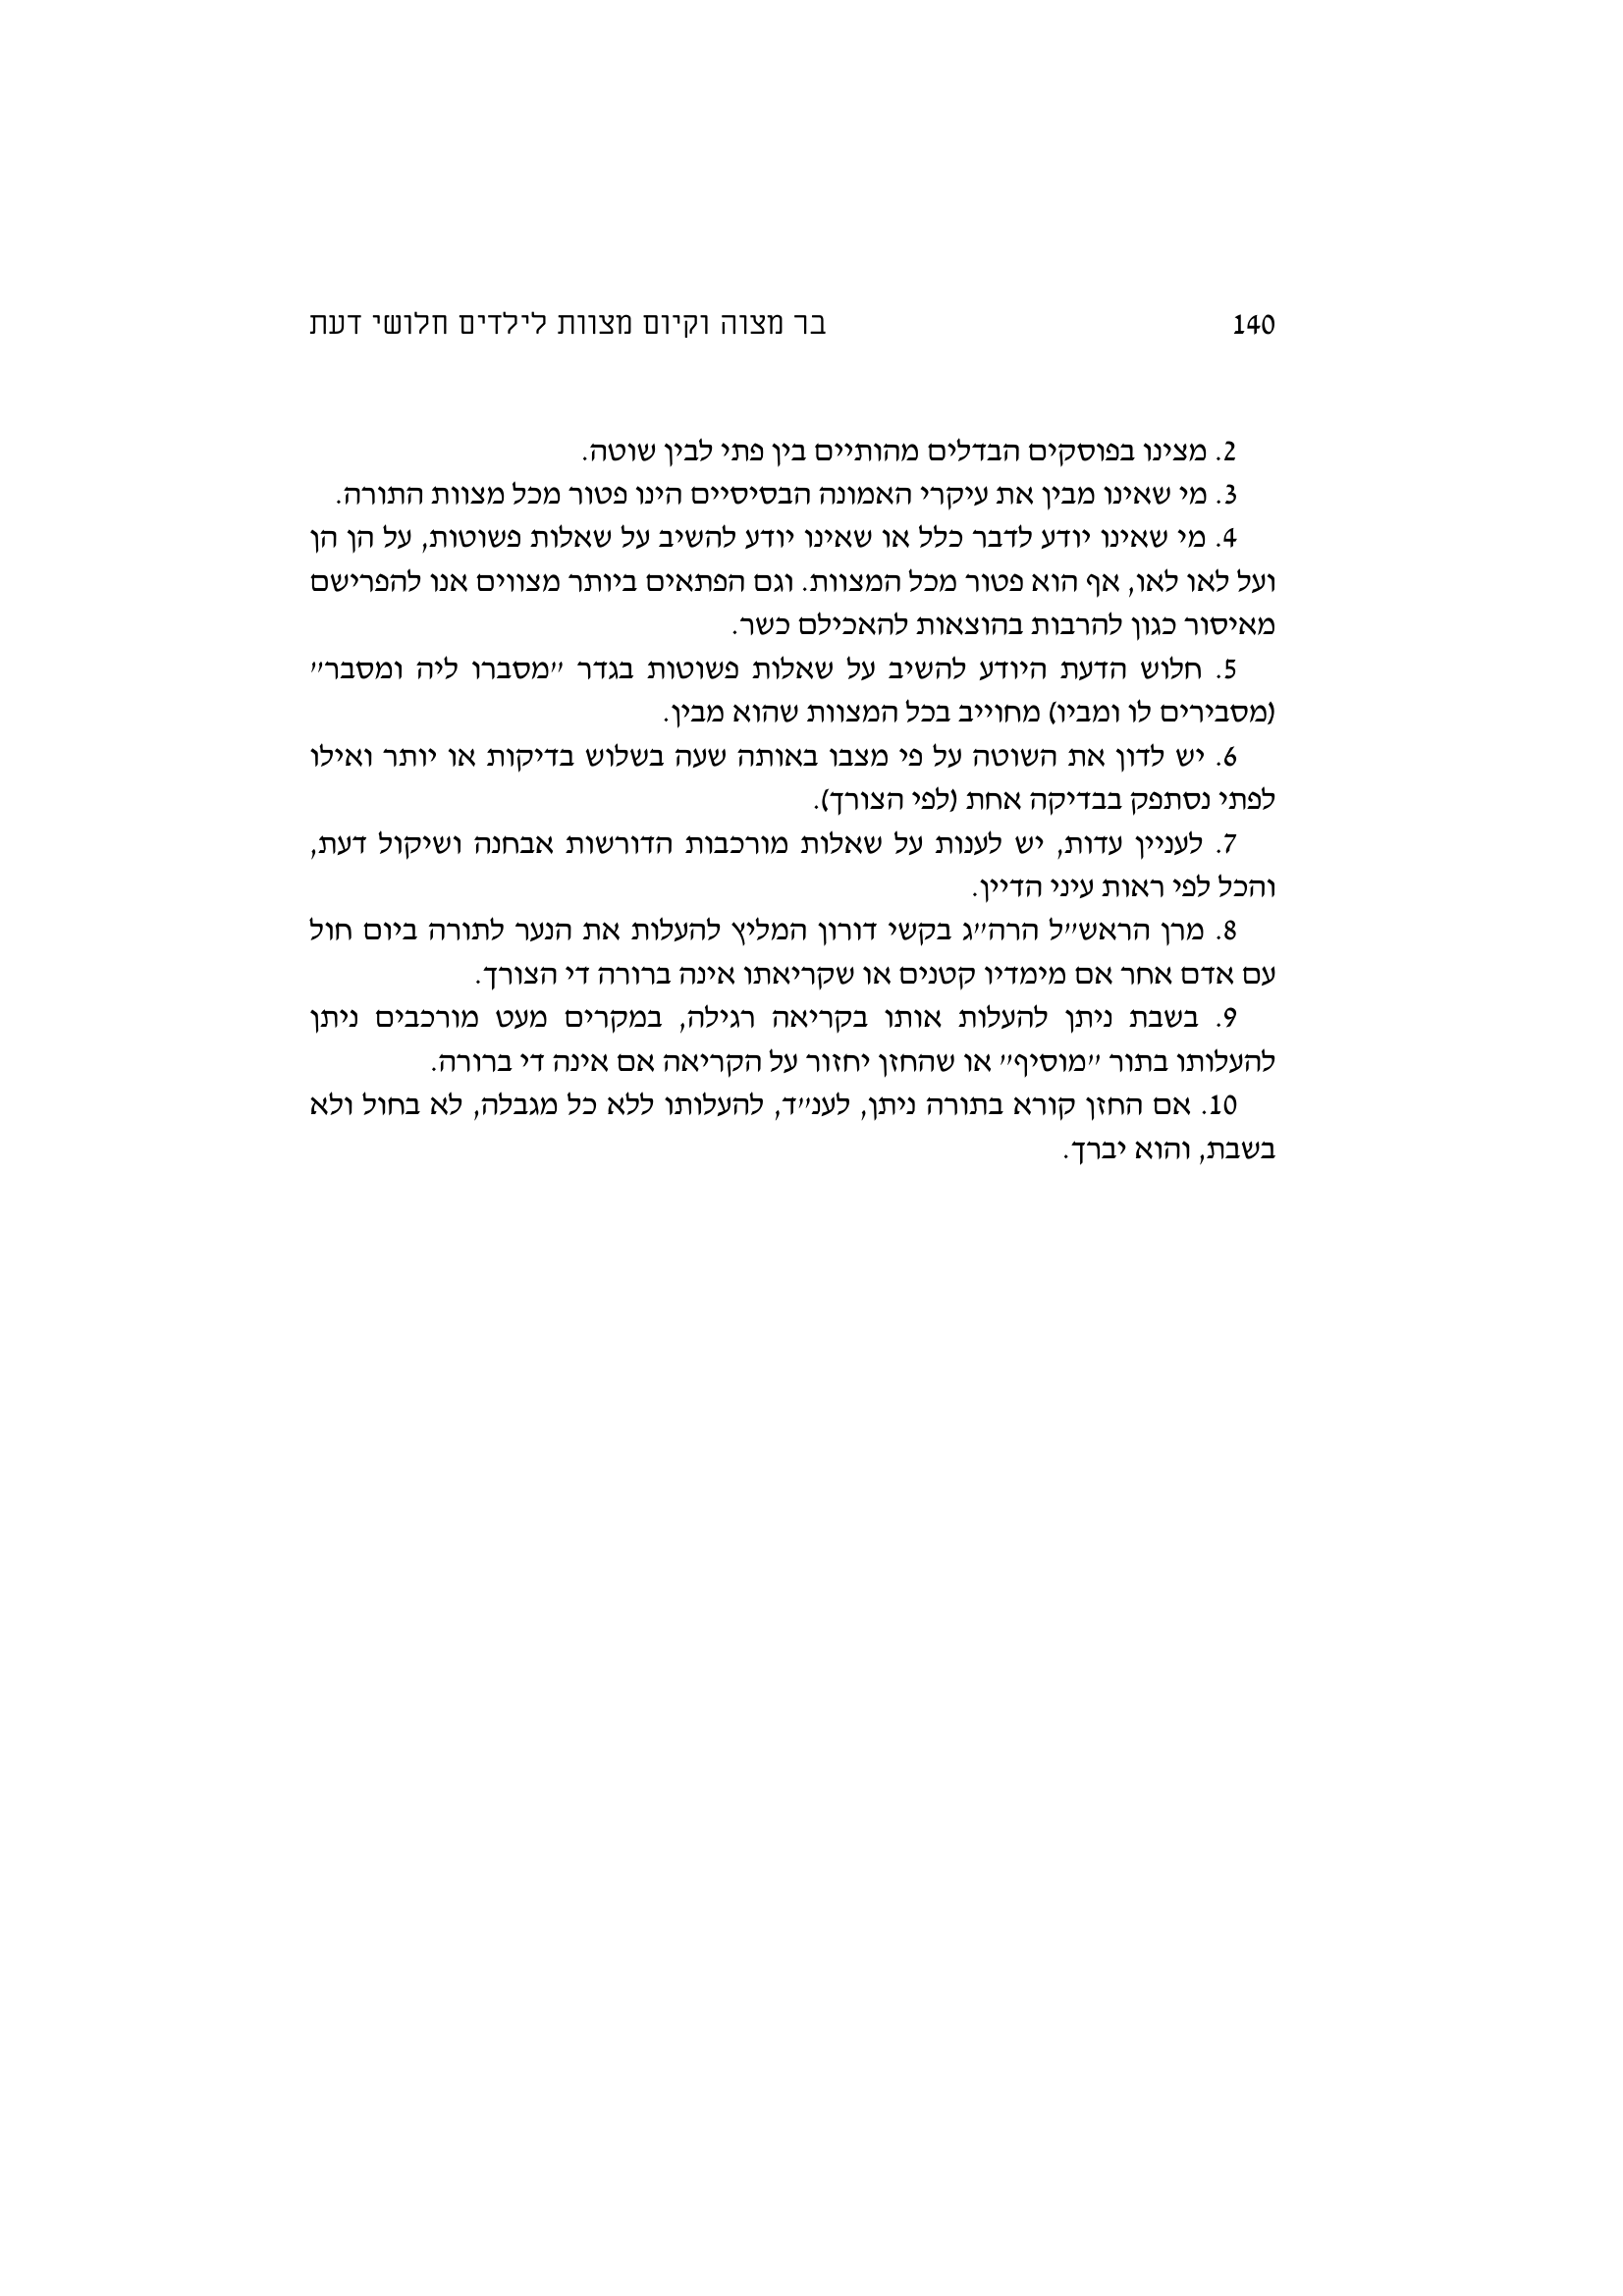 140 בר מצוה וקיום מצוות לילדים חלושי דעת
2. מצינו בפוסקים הבדלים מהותיים בין פתי לבין שוטה.
3. מי שאינו מבין את עיקרי האמונה הבסיסיים הינו פטור מכל מצוות התורה.
4. מי שאינו יודע לדבר כלל או שאינו יודע להשיב על שאלות פשוטות, על הן הן
ועל לאו לאו, אף הוא פטור מכל המצוות. וגם הפתאים ביותר מצווים אנו להפרישם
מאיסור כגון להרבות בהוצאות להאכילם כשר.
5. חלוש הדעת היודע להשיב על שאלות פשוטות בגדר "מסברו ליה ומסבר"
(מסבירים לו ומביו) מחוייב בכל המצוות שהוא מבין.
6. יש לדון את השוטה על פי מצבו באותה שעה בשלוש בדיקות או יותר ואילו
לפתי נסתפק בבדיקה אחת (לפי הצורך).
7. לעניין עדות, יש לענות על שאלות מורכבות הדורשות אבחנה ושיקול דעת,
והכל לפי ראות עיני הדיין.
8. מרן הראש"ל הרה"ג בקשי דורון המליץ להעלות את הנער לתורה ביום חול
עם אדם אחר אם מימדיו קטנים או שקריאתו אינה ברורה די הצורך.
9. בשבת ניתן להעלות אותו בקריאה רגילה, במקרים מעט מורכבים ניתן
להעלותו בתור "מוסיף" או שהחזן יחזור על הקריאה אם אינה די ברורה.
10. אם החזן קורא בתורה ניתן, לענ"ד, להעלותו ללא כל מגבלה, לא בחול ולא
בשבת, והוא יברך.